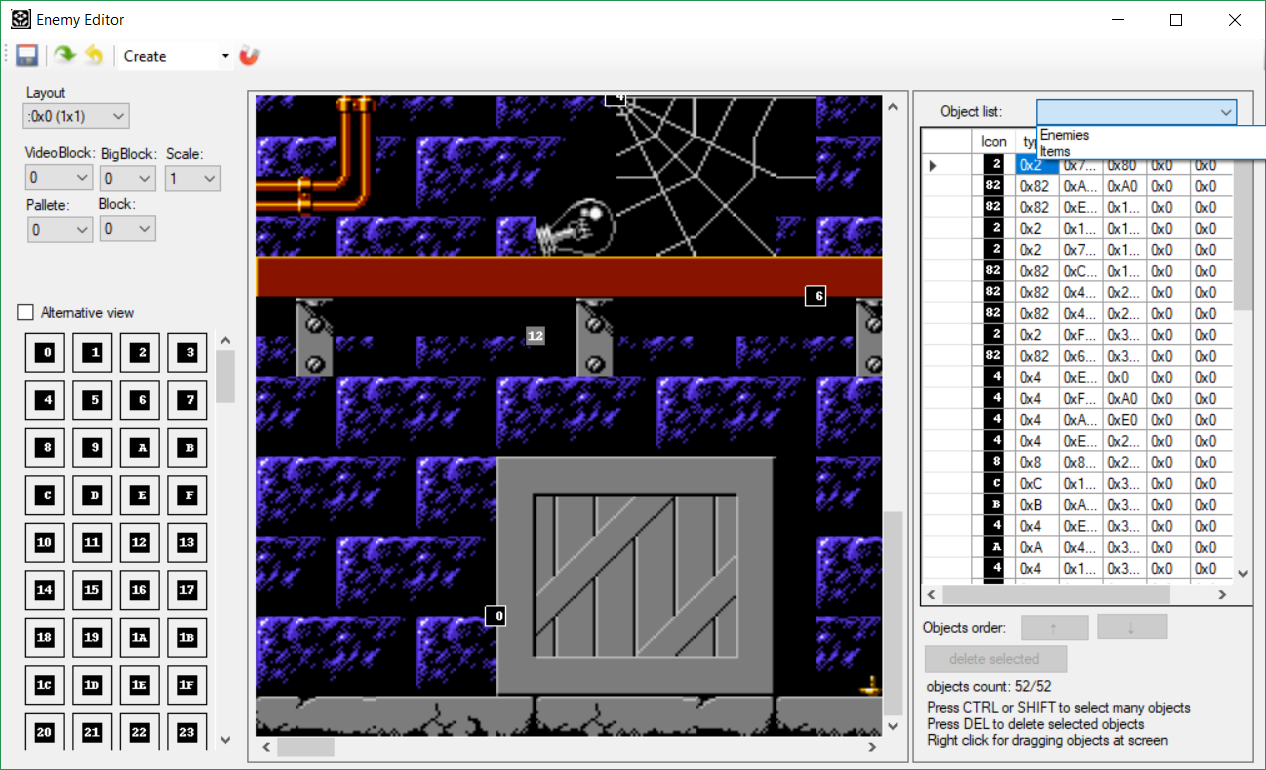 Enemy Editor
Create
Layout
:0x0 (1x1)
VideoBlock: BigBlock: Scale:
0 0 1
Pallete: Block:
0 0
Alternative view
0 1 2 3
4 5 6 7
8 9 A B
C D E F
10 11 12 13
14 15 16 17
18 19 1A 1B
1C 1D 1E 1F
20 21 22 23
4
6
12
0
Object list:
Enemies
Items
Icon
2 0x2 0x7... 0x80 0x0 0x0
82 0x82 0xA... 0xA0 0x0 0x0
82 0x82 0xE... 0x1... 0x0 0x0
2 0x2 0x1... 0x1... 0x0 0x0
2 0x2 0x7... 0x1... 0x0 0x0
82 0x82 0xC... 0x1... 0x0 0x0
82 0x82 0x4... 0x2... 0x0 0x0
82 0x82 0x4... 0x2... 0x0 0x0
2 0x2 0xF... 0x3... 0x0 0x0
82 0x82 0x6... 0x3... 0x0 0x0
4 0x4 0xE... 0x0 0x0 0x0
4 0x4 0xF... 0xA0 0x0 0x0
4 0x4 0xA... 0xE0 0x0 0x0
4 0x4 0xE... 0x2... 0x0 0x0
8 0x8 0x8... 0x2... 0x0 0x0
C 0xC 0x1... 0x3... 0x0 0x0
B 0xB 0xA... 0x3... 0x0 0x0
4 0x4 0xE... 0x3... 0x0 0x0
A 0xA 0x4... 0x3... 0x0 0x0
4 0x4 0x1... 0x3... 0x0 0x0
Objects order: ↑ ↓
delete selected
objects count: 52/52
Press CTRL or SHIFT to select many objects
Press DEL to delete selected objects
Right click for dragging objects at screen